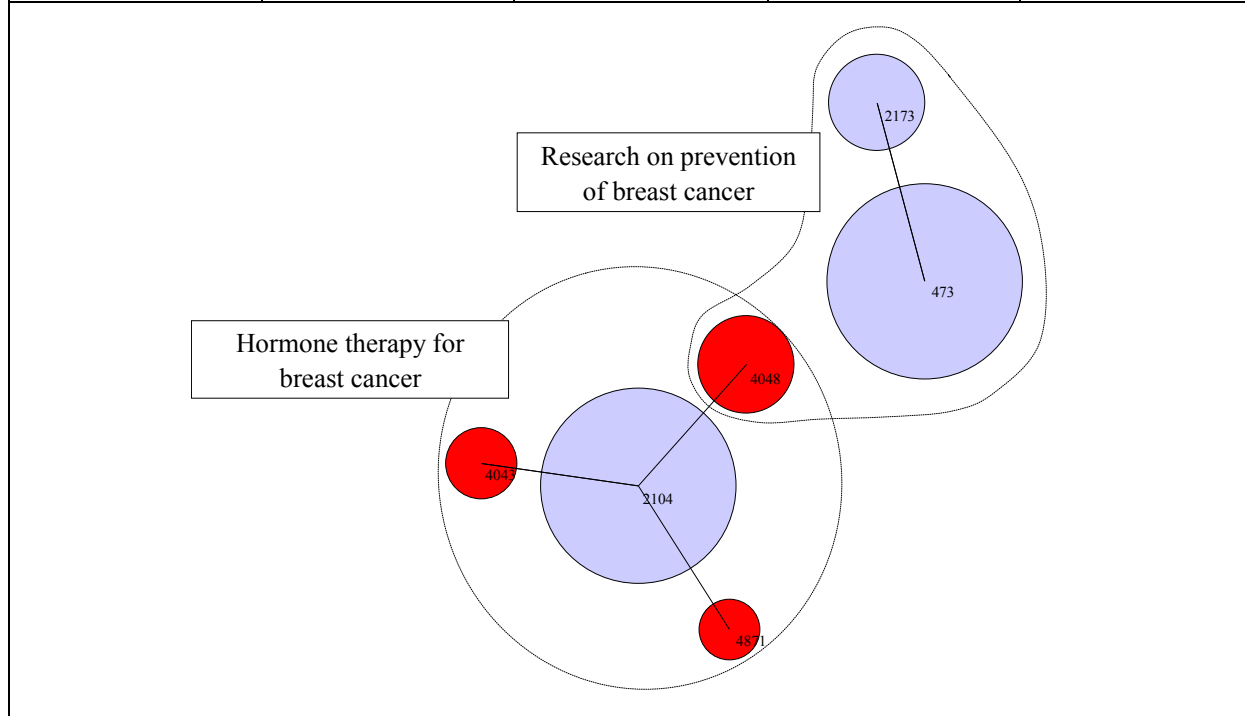 2173
Research on prevention
of breast cancer
473
Hormone therapy for
breast cancer
4048
4043
2104
4871